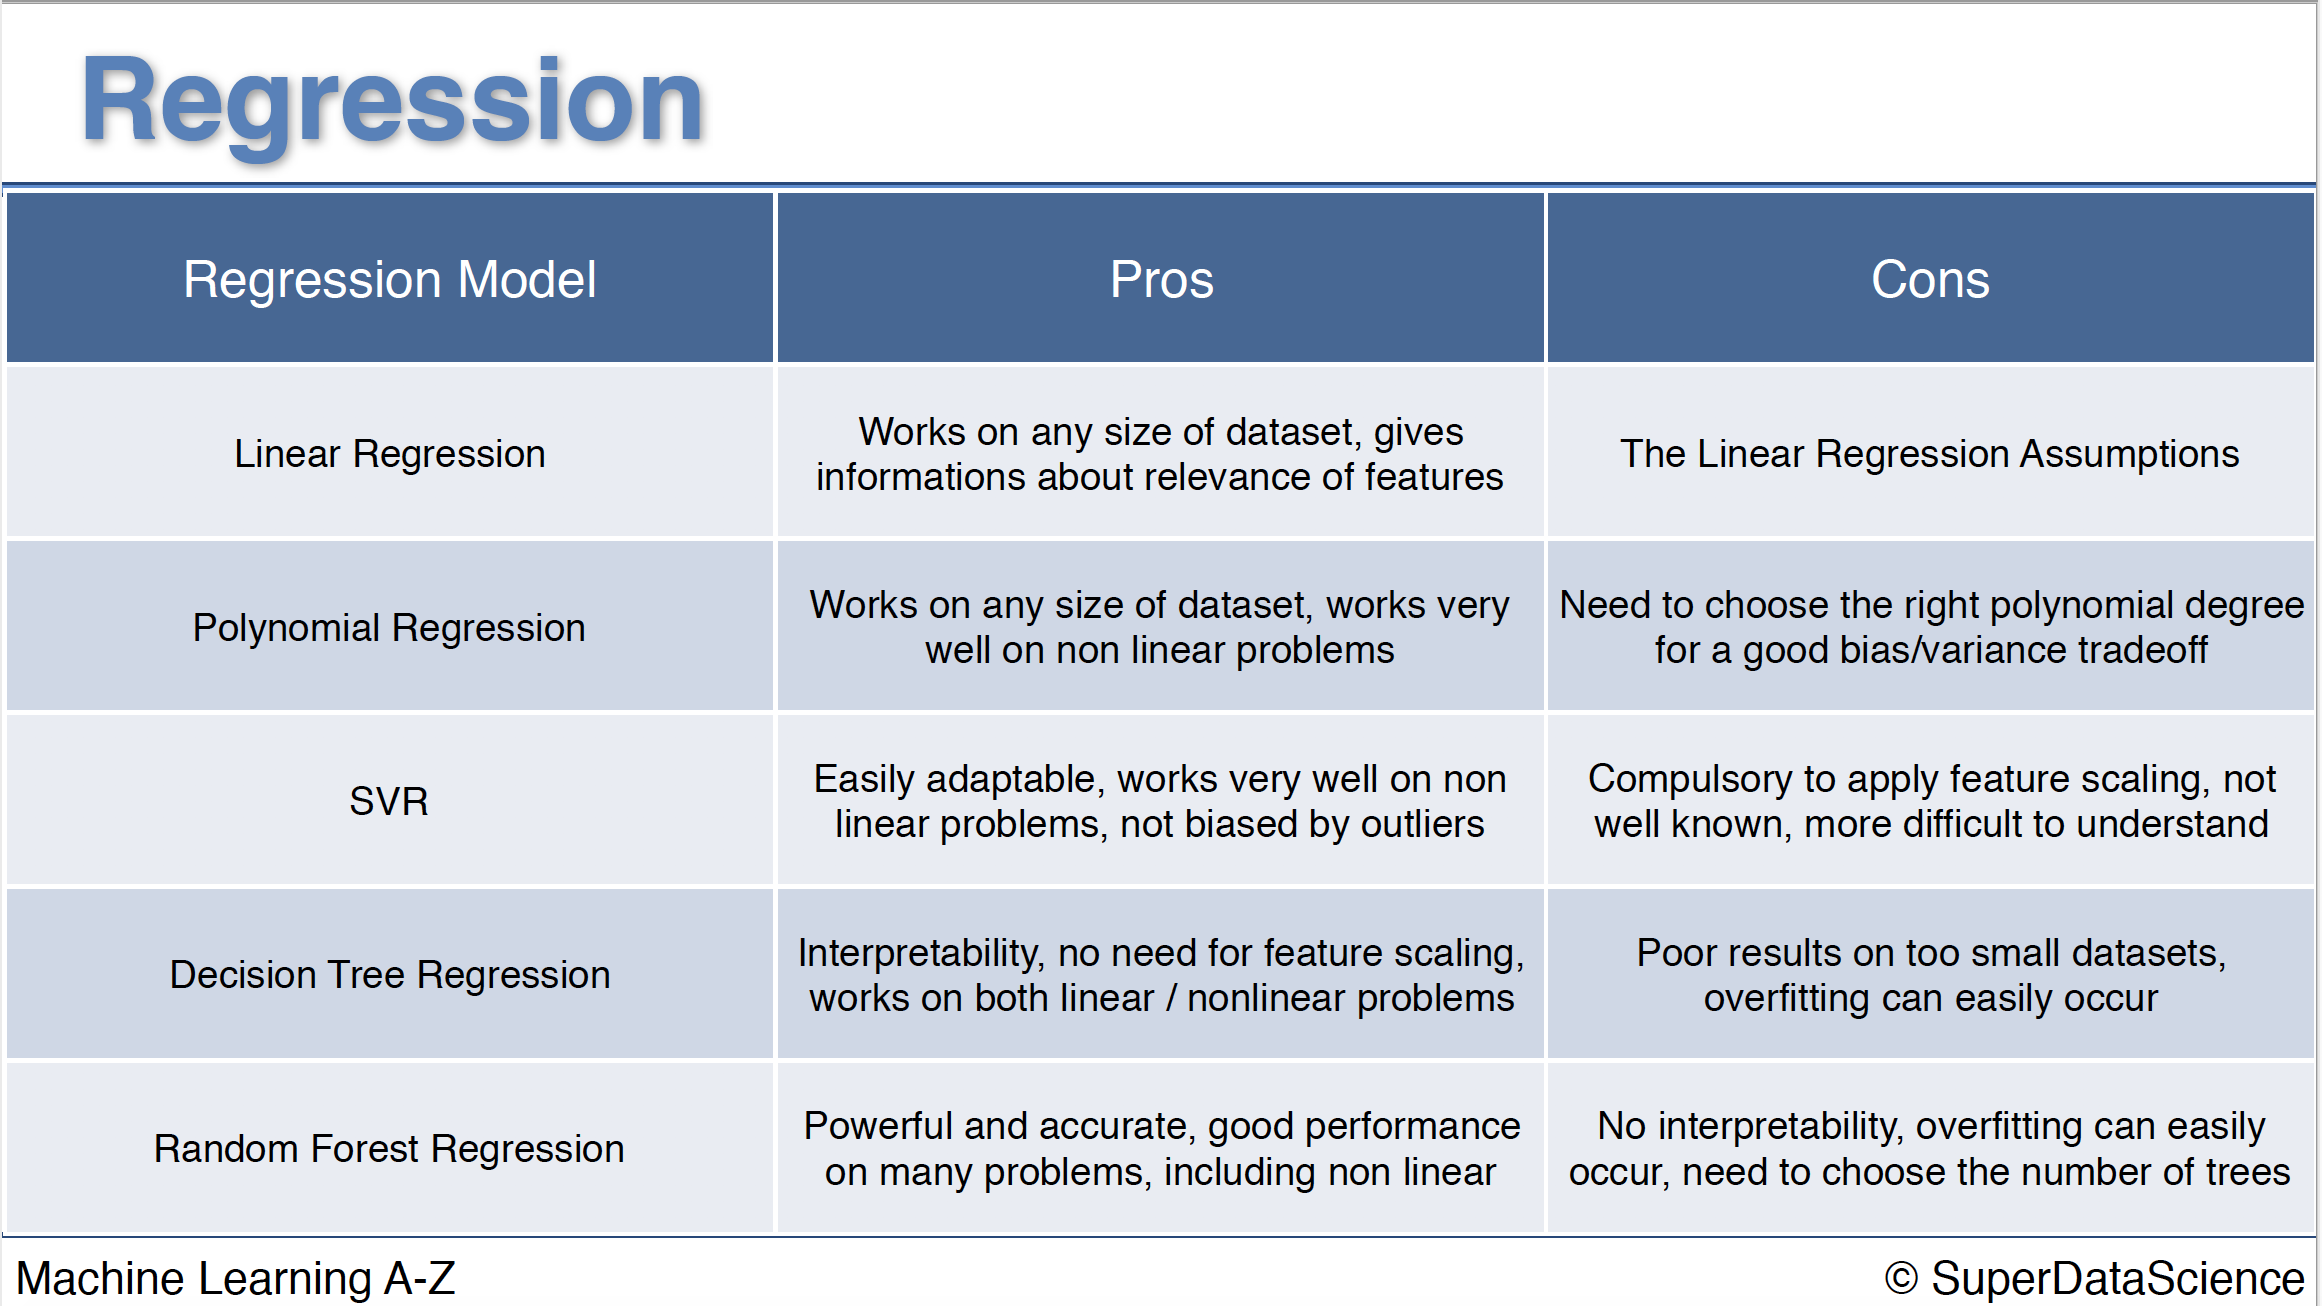 Regression
Regression Model
Pros
Cons
Linear Regression
Works on any size of dataset, gives
informations about relevance of features
The Linear Regression Assumptions
Polynomial Regression
Works on any size of dataset, works very
well on non linear problems
Need to choose the right polynomial degree
for a good bias/variance tradeoff
SVR
Easily adaptable, works very well on non
linear problems, not biased by outliers
Compulsory to apply feature scaling, not
well known, more difficult to understand
Decision Tree Regression
Interpretability, no need for feature scaling,
works on both linear / nonlinear problems
Poor results on too small datasets,
overfitting can easily occur
Random Forest Regression
Powerful and accurate, good performance
on many problems, including non linear
No interpretability, overfitting can easily
occur, need to choose the number of trees
Machine Learning A-Z
© SuperDataScience